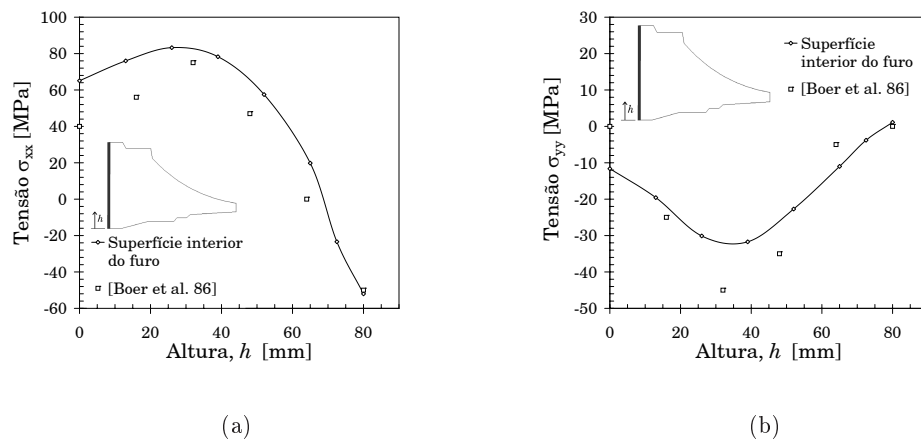 100
80
60
40
20
0
-20
-40
-60
Tensão σxx [MPa]
h
Superfície interior
do furo
[Boer et al. 86]
0 20 40 60 80
Altura, h [mm]
(a)
30
20
10
0
-10
-20
-30
-40
-50
Tensão σyy [MPa]
h
Superfície
interior do furo
[Boer et al. 86]
0 20 40 60 80
Altura, h [mm]
(b)